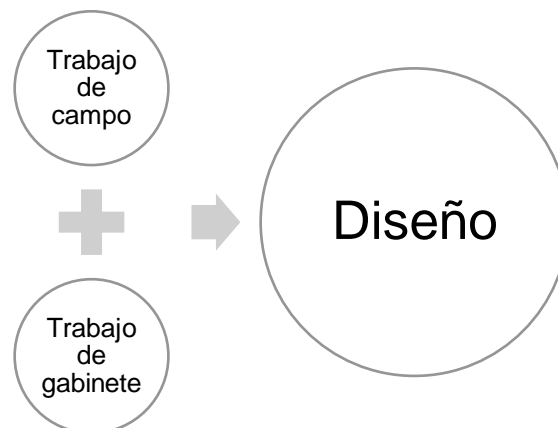 Trabajo
de
campo
Diseño
Trabajo
de
gabinete